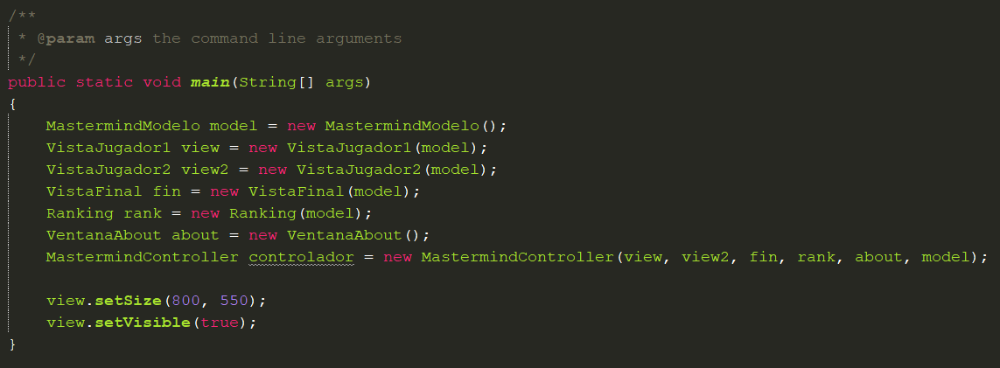 /**
* @param args the command line arguments
*/
public static void main(String[] args)
{
MastermindModelo model = new MastermindModelo();
VistaJugador1 view = new VistaJugador1(model);
VistaJugador2 view2 = new VistaJugador2(model);
VistaFinal fin = new VistaFinal(model);
Ranking rank = new Ranking(model);
VentanaAbout about = new VentanaAbout();
MastermindController controlador = new MastermindController(view, view2, fin, rank, about, model);
view.setSize(800, 550);
view.setVisible(true);
}